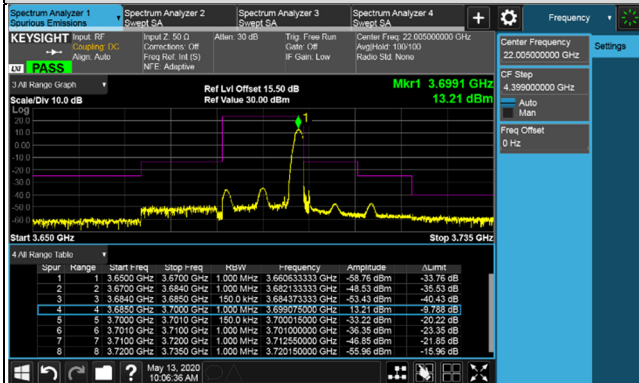 Spectrum Analyzer 1
Spurious Emissions
Spectrum Analyzer 2
Swept SA
Spectrum Analyzer 3
Swept SA
Spectrum Analyzer 4
Swept SA
Frequency
KEYSIGHT
Input: RF
Coupling: DC
Align: Auto
Input Z: 50 Ω
Corrections: Off
Freq Ref: Int (S)
NFE: Adaptive
Atten: 30 dB
Trig: Free Run
Gate: Off
IF Gain: Low
Center Freq: 22.005000000 GHz
Avg|Hold: 100/100
Radio Std: None
LXI
PASS
3 All Range Graph
Scale/Div 10.0 dB
Ref Lvl Offset 15.50 dB
Ref Value 30.00 dBm
Mkr1 3.6991 GHz
13.21 dBm
Log
20.0
10.0
0.00
-10.0
-20.0
-30.0
-40.0
-50.0
-60.0
1
Start 3.650 GHz
Stop 3.735 GHz
4 All Range Table
Spur Range Start Freq Stop Freq RBW Frequency Amplitude ΔLimit
1 1 3.6500 GHz 3.6700 GHz 1.000 MHz 3.660633333 GHz -58.76 dBm -33.76 dB
2 2 3.6700 GHz 3.6840 GHz 1.000 MHz 3.682133333 GHz -48.53 dBm -35.53 dB
3 3 3.6840 GHz 3.6850 GHz 150.0 kHz 3.684373333 GHz -53.43 dBm -40.43 dB
4 4 3.6850 GHz 3.7000 GHz 1.000 MHz 3.699075000 GHz 13.21 dBm -9.788 dB
5 5 3.7000 GHz 3.7010 GHz 150.0 kHz 3.700015000 GHz -33.22 dBm -20.22 dB
6 6 3.7010 GHz 3.7100 GHz 1.000 MHz 3.701000000 GHz -36.35 dBm -23.35 dB
7 7 3.7100 GHz 3.7200 GHz 1.000 MHz 3.712550000 GHz -46.85 dBm -21.85 dB
8 8 3.7200 GHz 3.7350 GHz 1.000 MHz 3.720150000 GHz -55.96 dBm -15.96 dB
Center Frequency
22.005000000 GHz
Settings
CF Step
4.399000000 GHz
Auto
Man
Freq Offset
0 Hz
May 13, 2020
10:06:36 AM